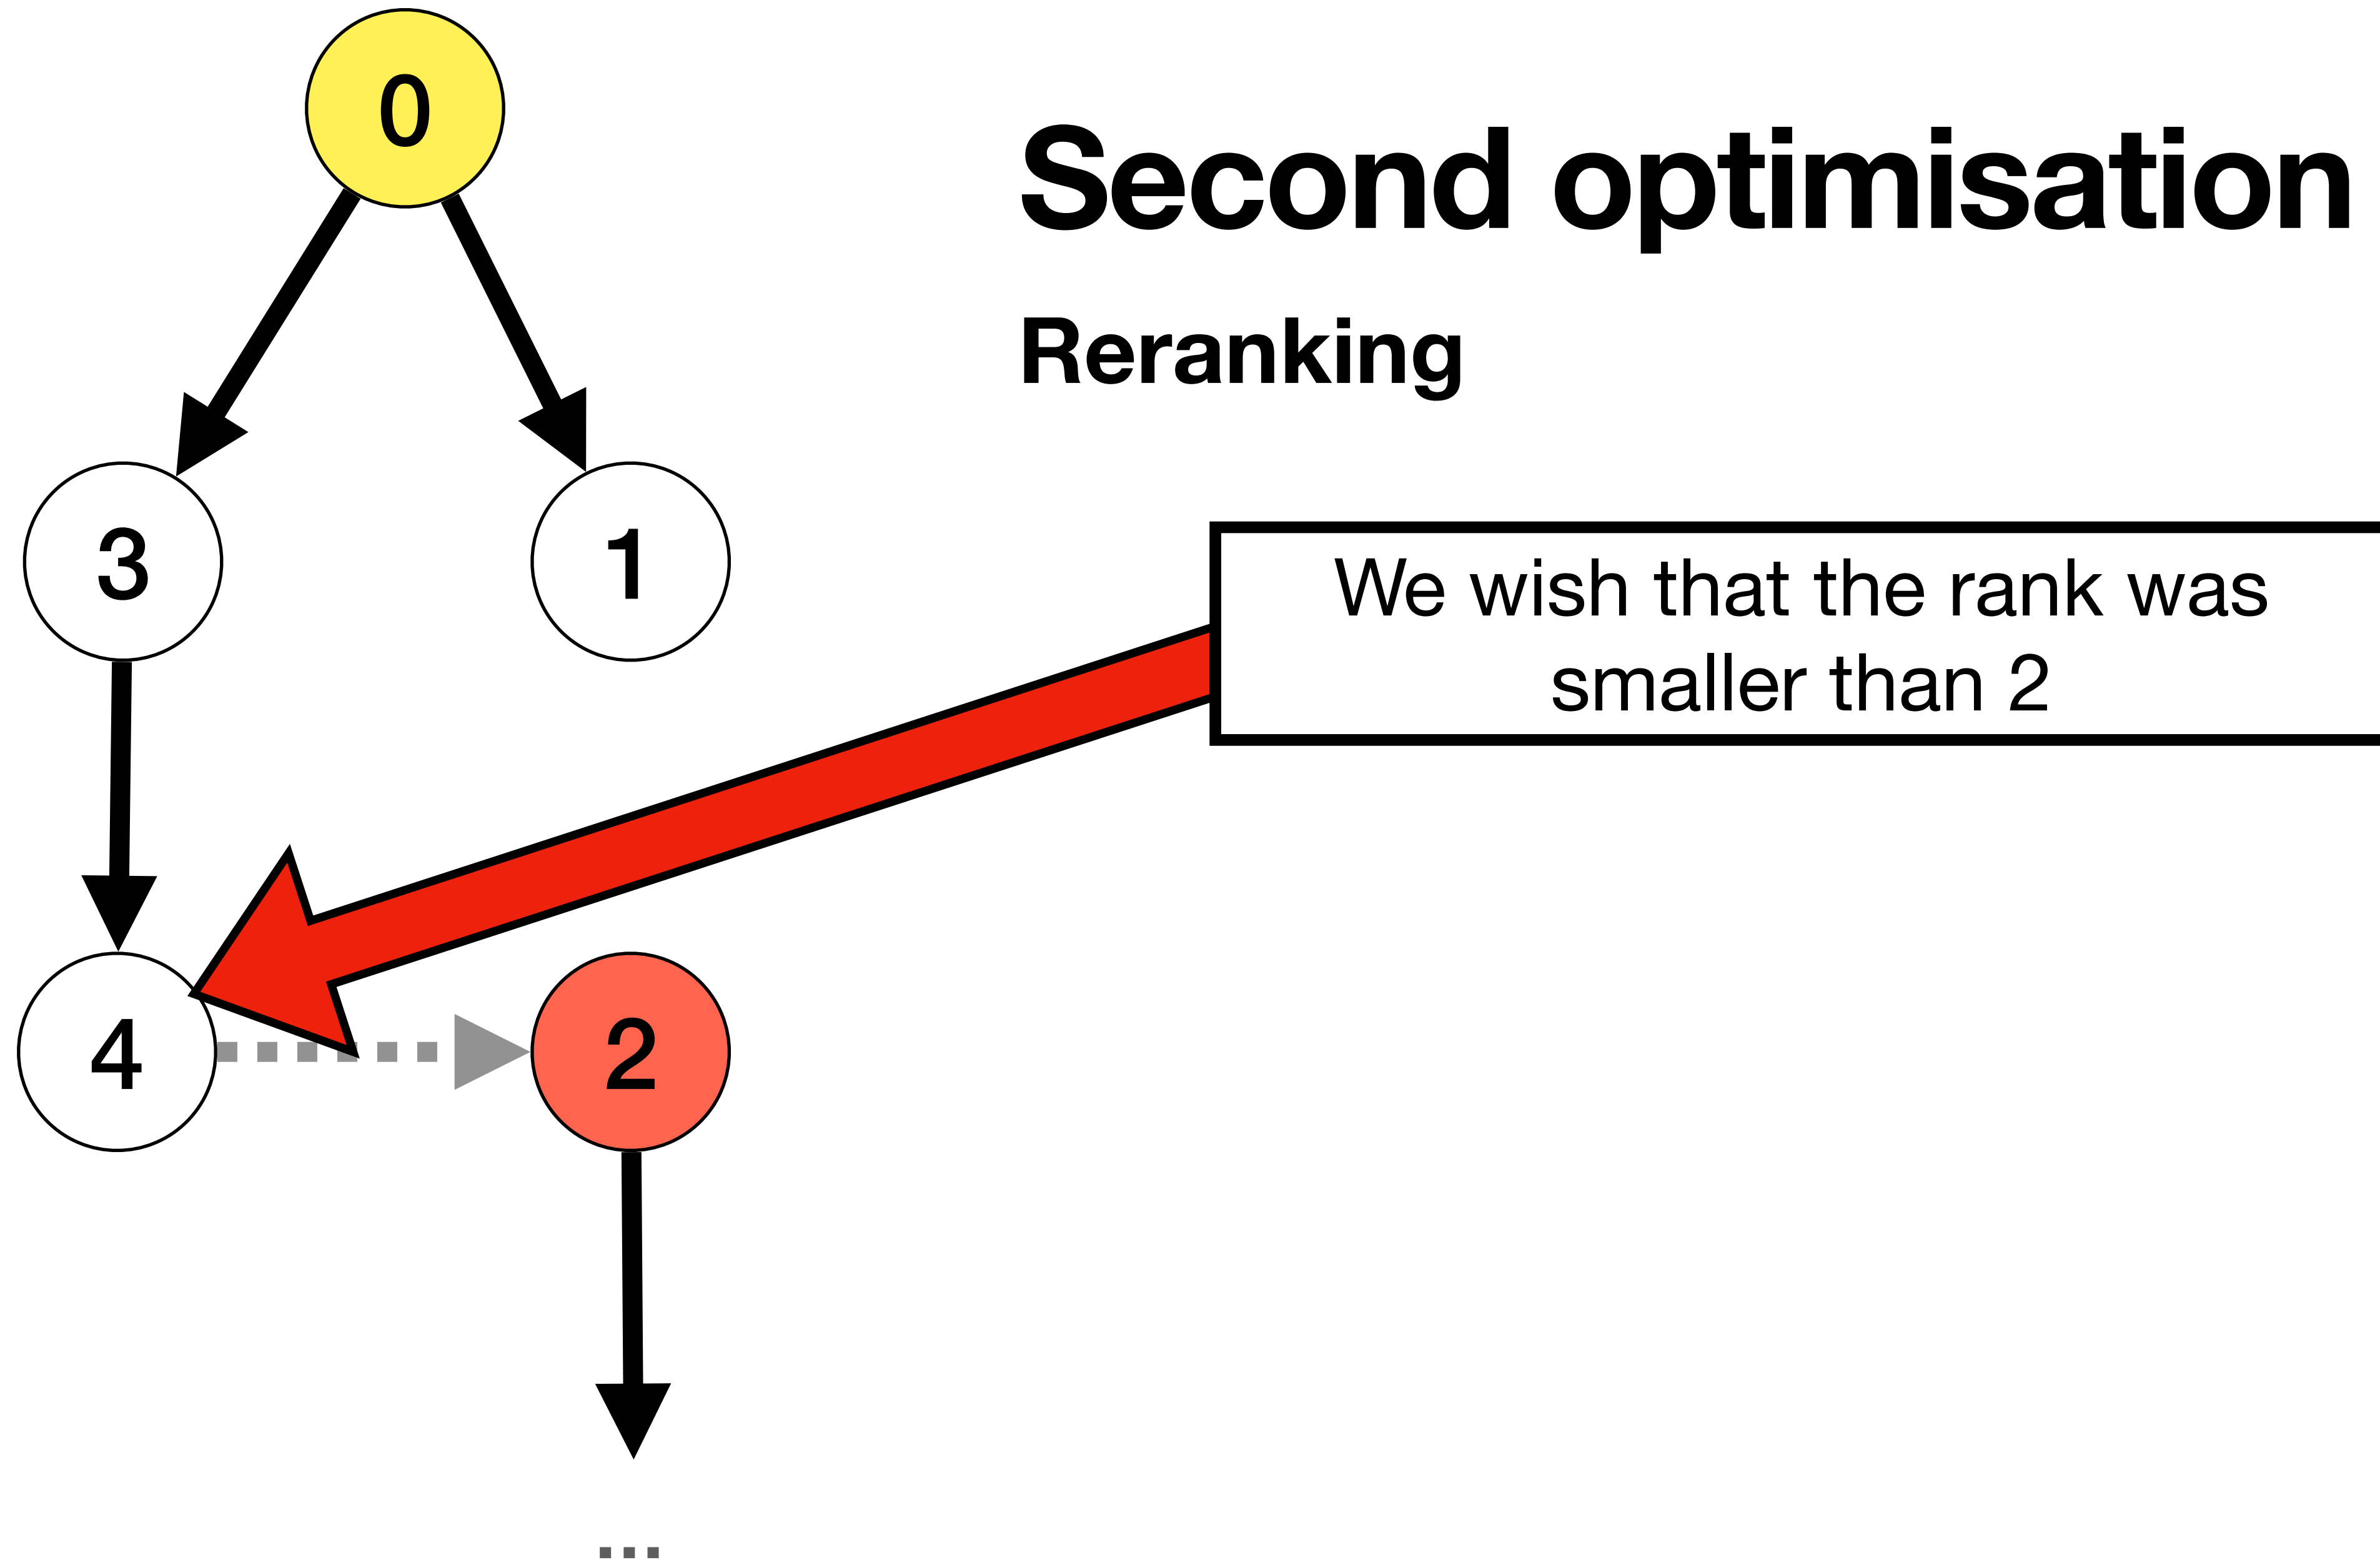 0
Second optimisation
Reranking
3
1
We wish that the rank was
smaller than 2
4
2
...